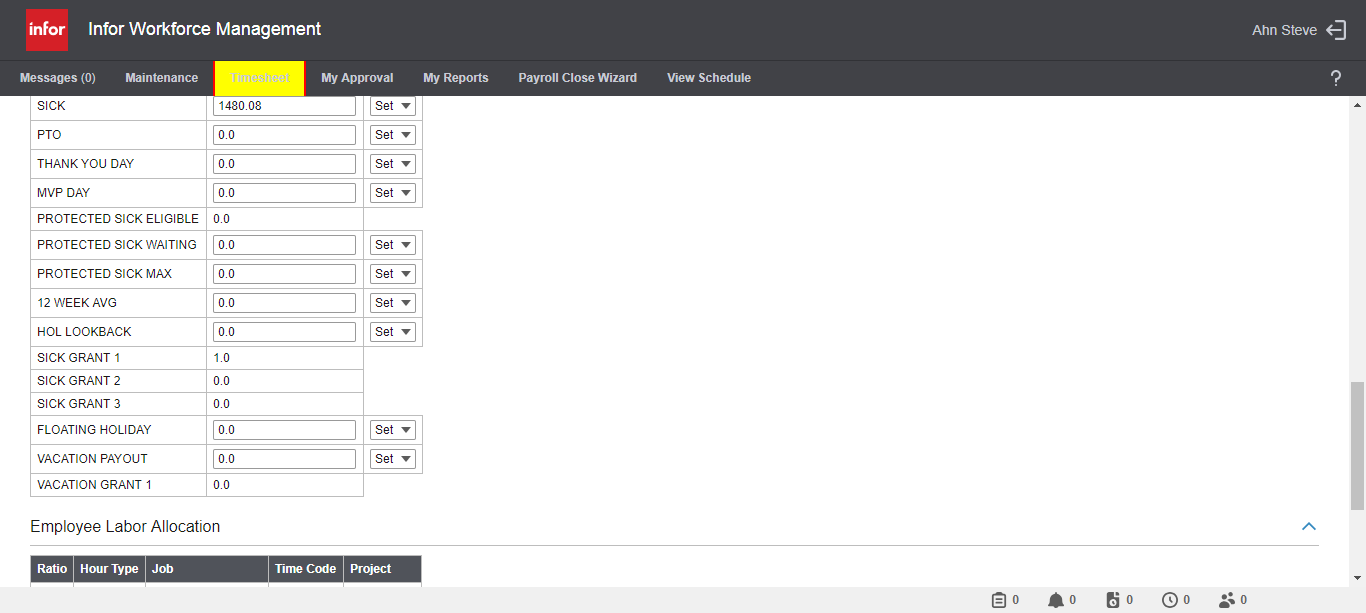 infor Infor Workforce Management Ahn Steve
Messages (0) Maintenance Timesheet My Approval My Reports Payroll Close Wizard View Schedule ?
SICK 1480.08 Set
PTO 0.0 Set
THANK YOU DAY 0.0 Set
MVP DAY 0.0 Set
PROTECTED SICK ELIGIBLE 0.0
PROTECTED SICK WAITING 0.0 Set
PROTECTED SICK MAX 0.0 Set
12 WEEK AVG 0.0 Set
HOL LOOKBACK 0.0 Set
SICK GRANT 1 1.0
SICK GRANT 2 0.0
SICK GRANT 3 0.0
FLOATING HOLIDAY 0.0 Set
VACATION PAYOUT 0.0 Set
VACATION GRANT 1 0.0
Employee Labor Allocation
Ratio Hour Type Job Time Code Project
0 0 0 0 0